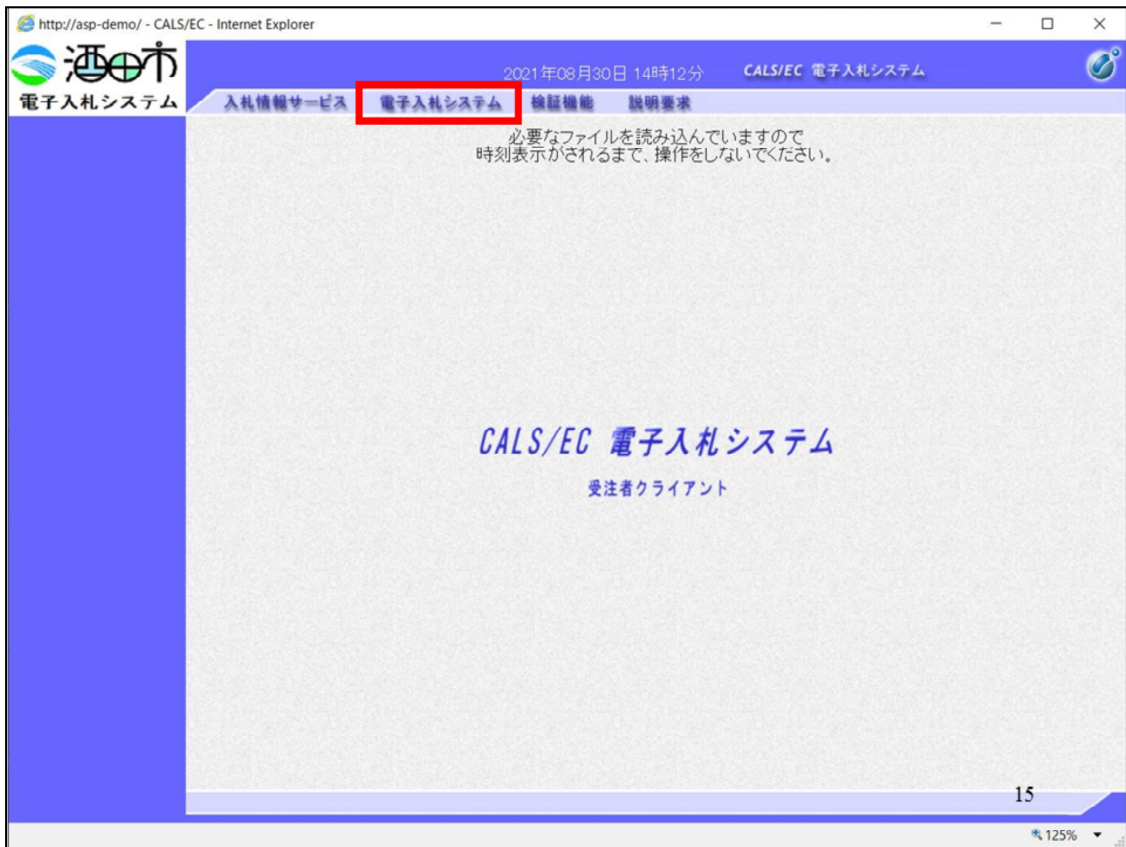 http://asp-demo/ - CALS/EC - Internet Explorer
酒田市
電子入札システム
2021年08月30日 14時12分
CALS/EC 電子入札システム
入札情報サービス 電子入札システム 検証機能 説明要求
必要なファイルを読み込んでいますので
時刻表示がされるまで、操作をしないでください。
CALS/EC 電子入札システム
受注者クライアント
15
125%